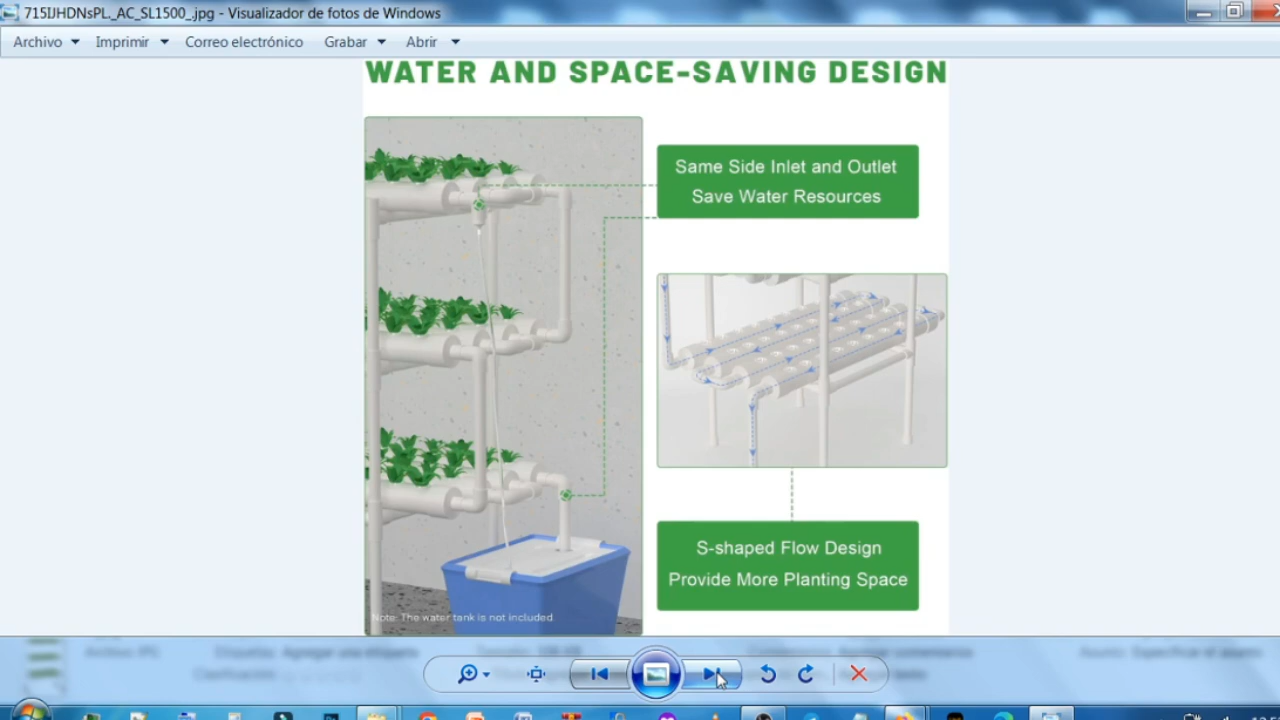 715IJHDNsPL._AC_SL1500_.jpg - Visualizador de fotos de Windows
Archivo Imprimir Correo electrónico Grabar Abrir
WATER AND SPACE-SAVING DESIGN
Same Side Inlet and Outlet
Save Water Resources
S-shaped Flow Design
Provide More Planting Space
Note: The water tank is not included.